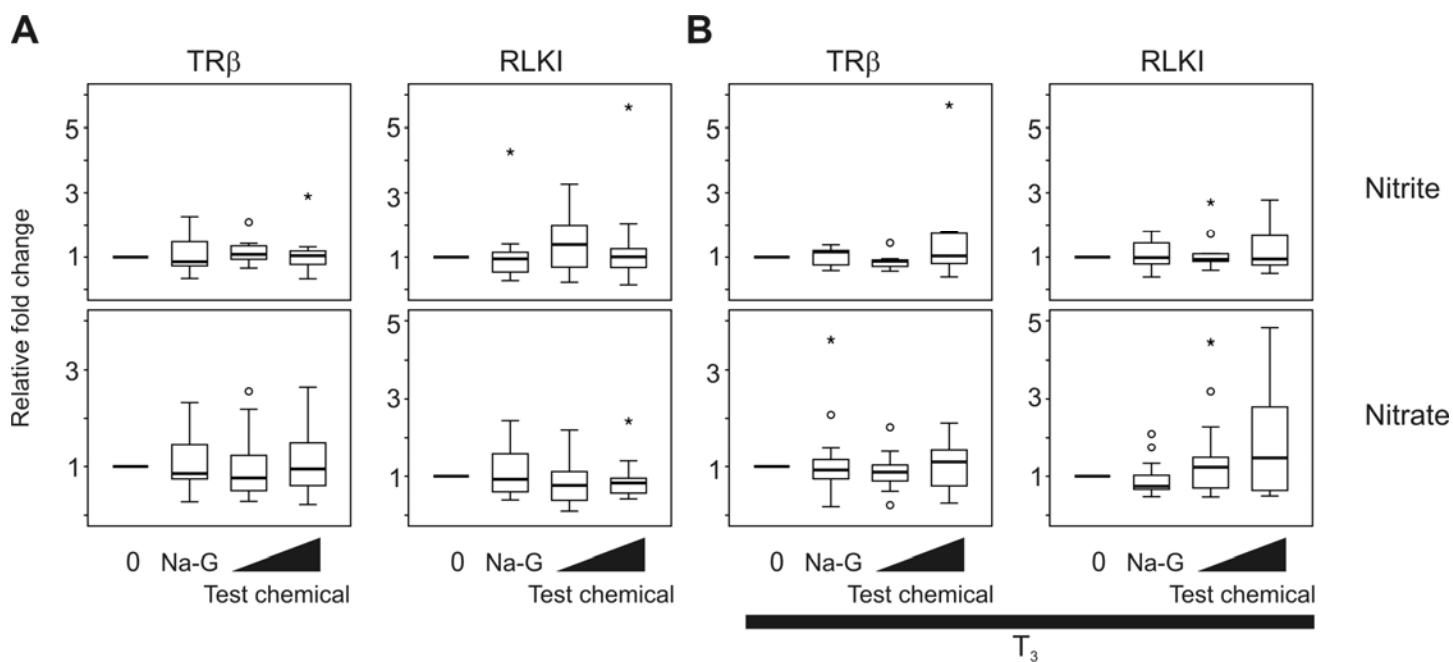 A B
TRβ RLKI TRβ RLKI
Relative fold change
5 5 5 5
3 3 3 3
1 1 1 1
Nitrite
* * * * *
3 5 3 5
3 3
1 1 1 1
Nitrate
* * *
0 Na-G 0 Na-G 0 Na-G 0 Na-G
Test chemical Test chemical Test chemical Test chemical
T₃